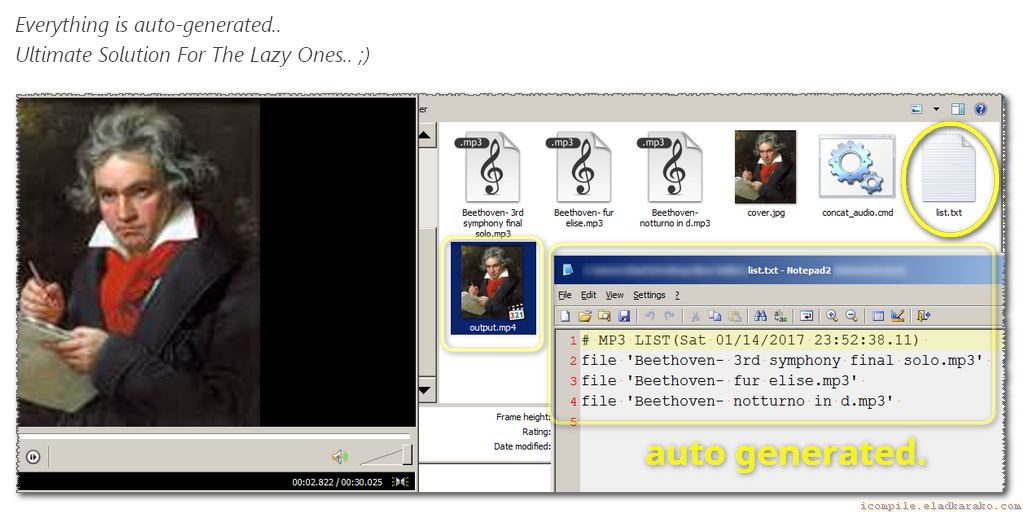 Everything is auto-generated..
Ultimate Solution For The Lazy Ones.. ;)
er
.mp3
.mp3
.mp3
Beethoven- 3rd
symphony final
solo.mp3
Beethoven- fur
elise.mp3
Beethoven-
notturno in d.mp3
cover.jpg
concat_audio.cmd
list.txt
321
output.mp4
list.txt - Notepad2
File Edit View Settings ?
1 # MP3 LIST(Sat 01/14/2017 23:52:38.11)
2 file 'Beethoven- 3rd symphony final solo.mp3'
3 file 'Beethoven- fur elise.mp3'
4 file 'Beethoven- notturno in d.mp3'
5
Frame height:
Rating:
Date modified:
auto generated.
00:02.822 / 00:30.025
icompile.eladkarako.com